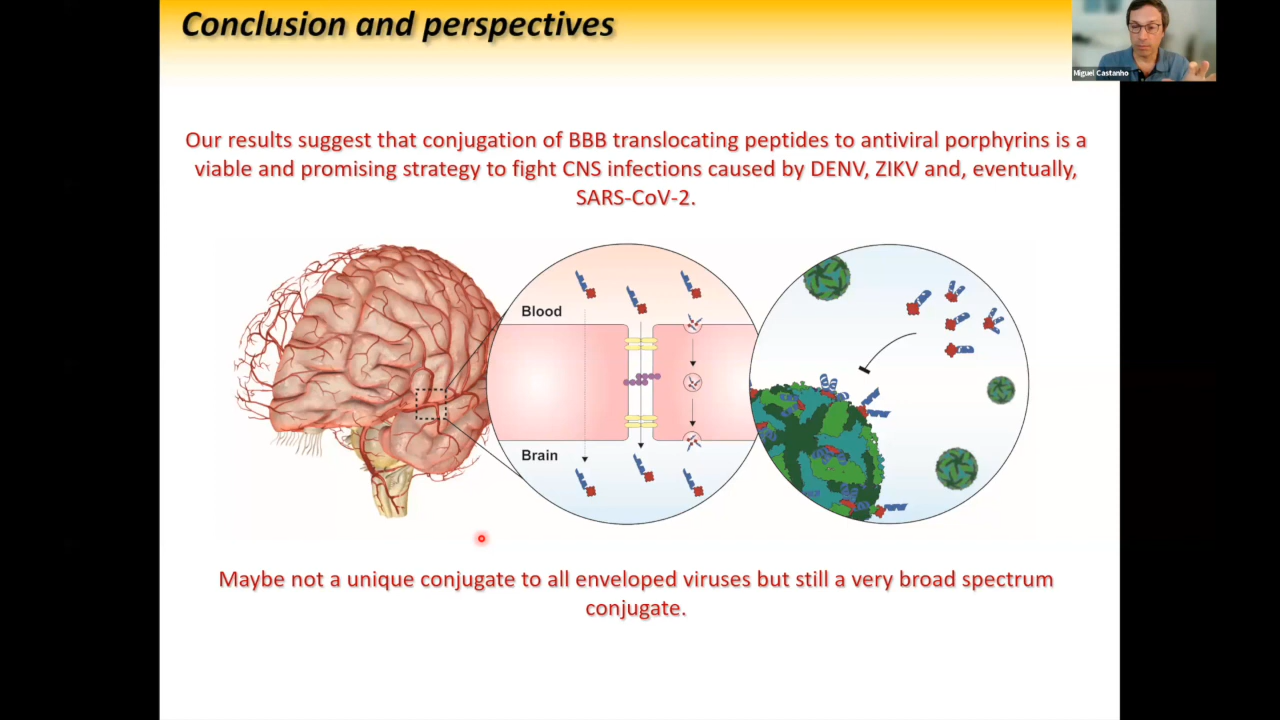 Conclusion and perspectives
Miguel Castanho
Our results suggest that conjugation of BBB translocating peptides to antiviral porphyrins is a
viable and promising strategy to fight CNS infections caused by DENV, ZIKV and, eventually,
SARS-CoV-2.
Blood
Brain
Maybe not a unique conjugate to all enveloped viruses but still a very broad spectrum
conjugate.